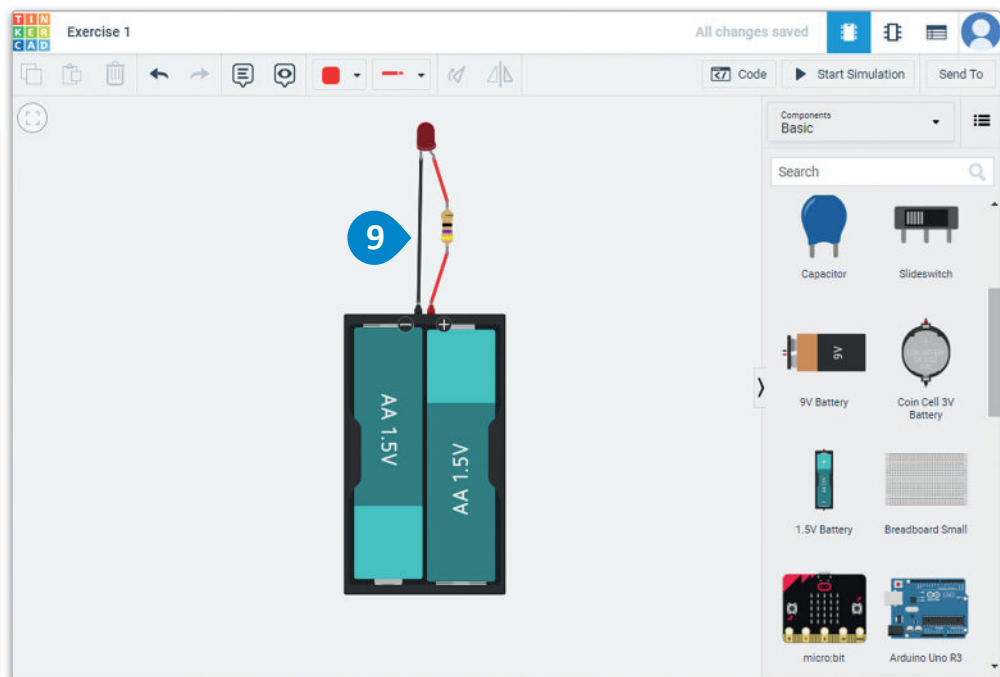 TIN
KER
CAD
Exercise 1
All changes saved
Code
Start Simulation
Send To
Components
Basic
Search
9
AA 1.5V
AA 1.5V
Capacitor
Slideswitch
9V
9V Battery
Coin Cell 3V
Battery
1.5V Battery
Breadboard Small
micro:bit
Arduino Uno R3